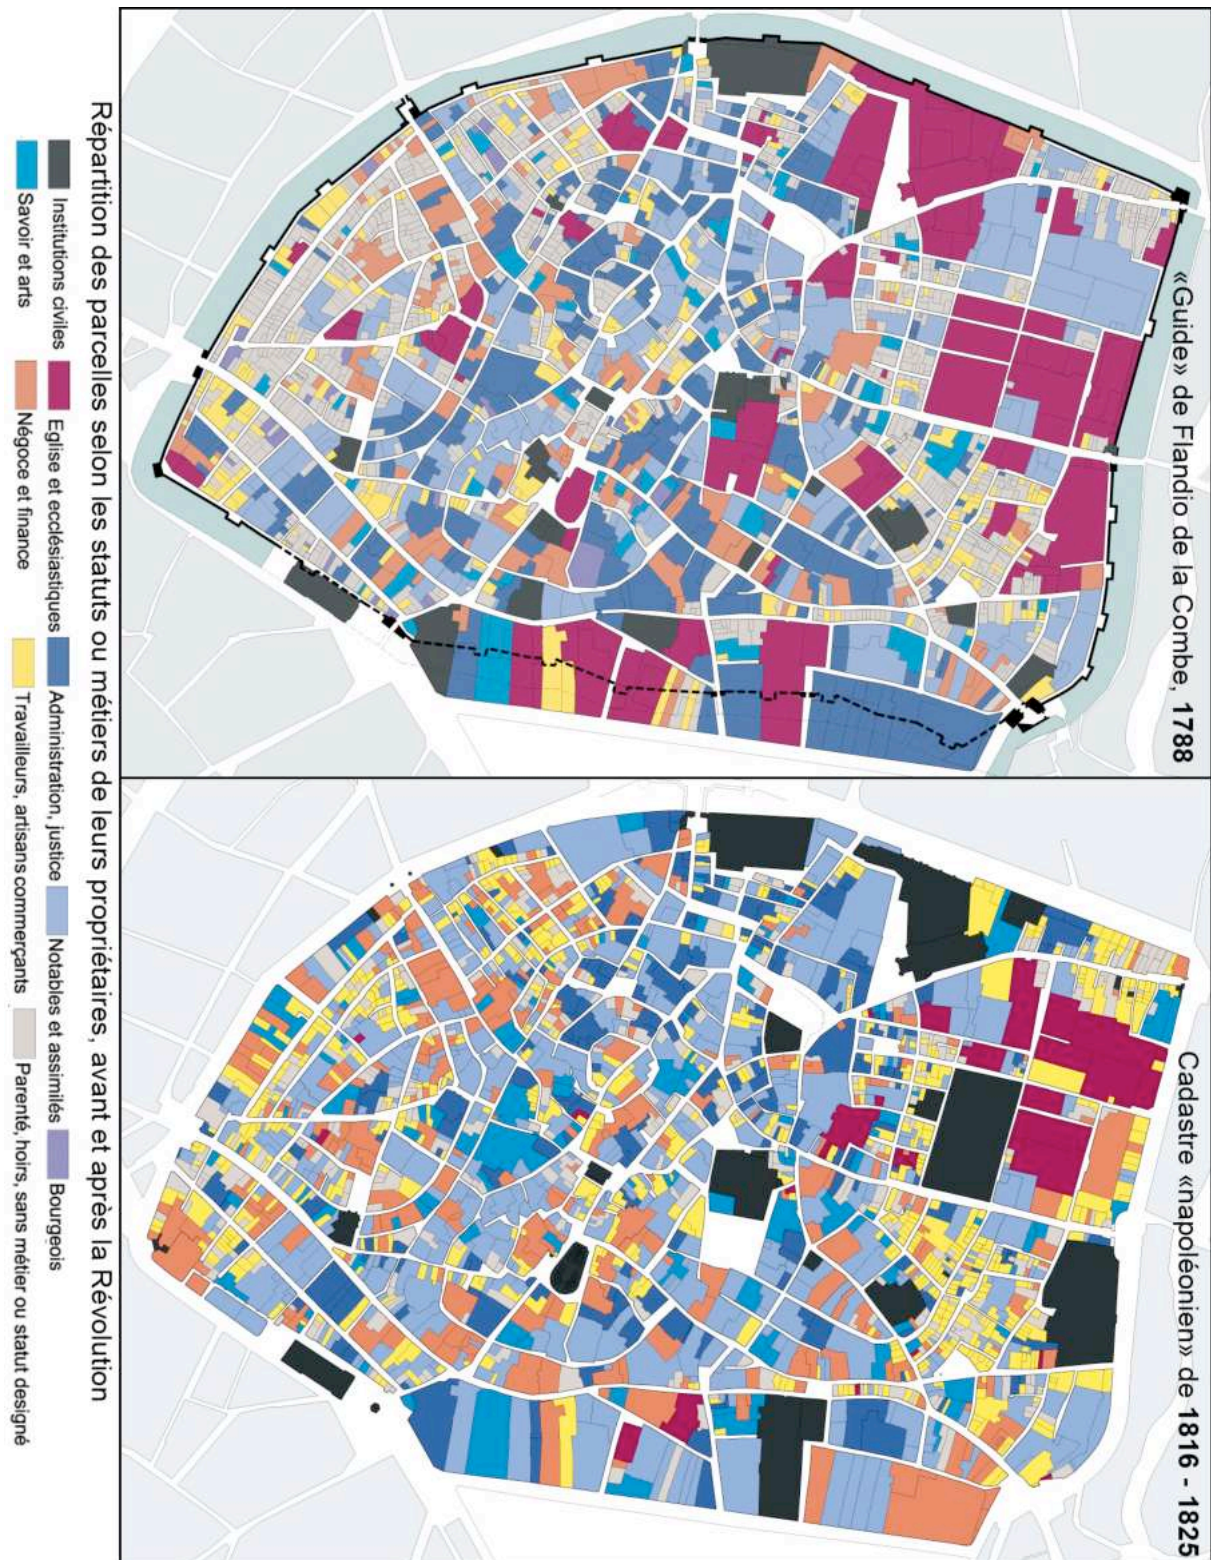 «Guide» de Flandio de la Combe, 1788
Cadastre «napoléonien» de 1816 - 1825
Répartition des parcelles selon les statuts ou métiers de leurs propriétaires, avant et après la Révolution
Institutions civiles
Eglise et ecclésiastiques
Administration, justice
Notables et assimilés
Bourgeois
Savoir et arts
Négoce et finance
Travailleurs, artisans commerçants
Parenté, hoirs, sans métier ou statut designé